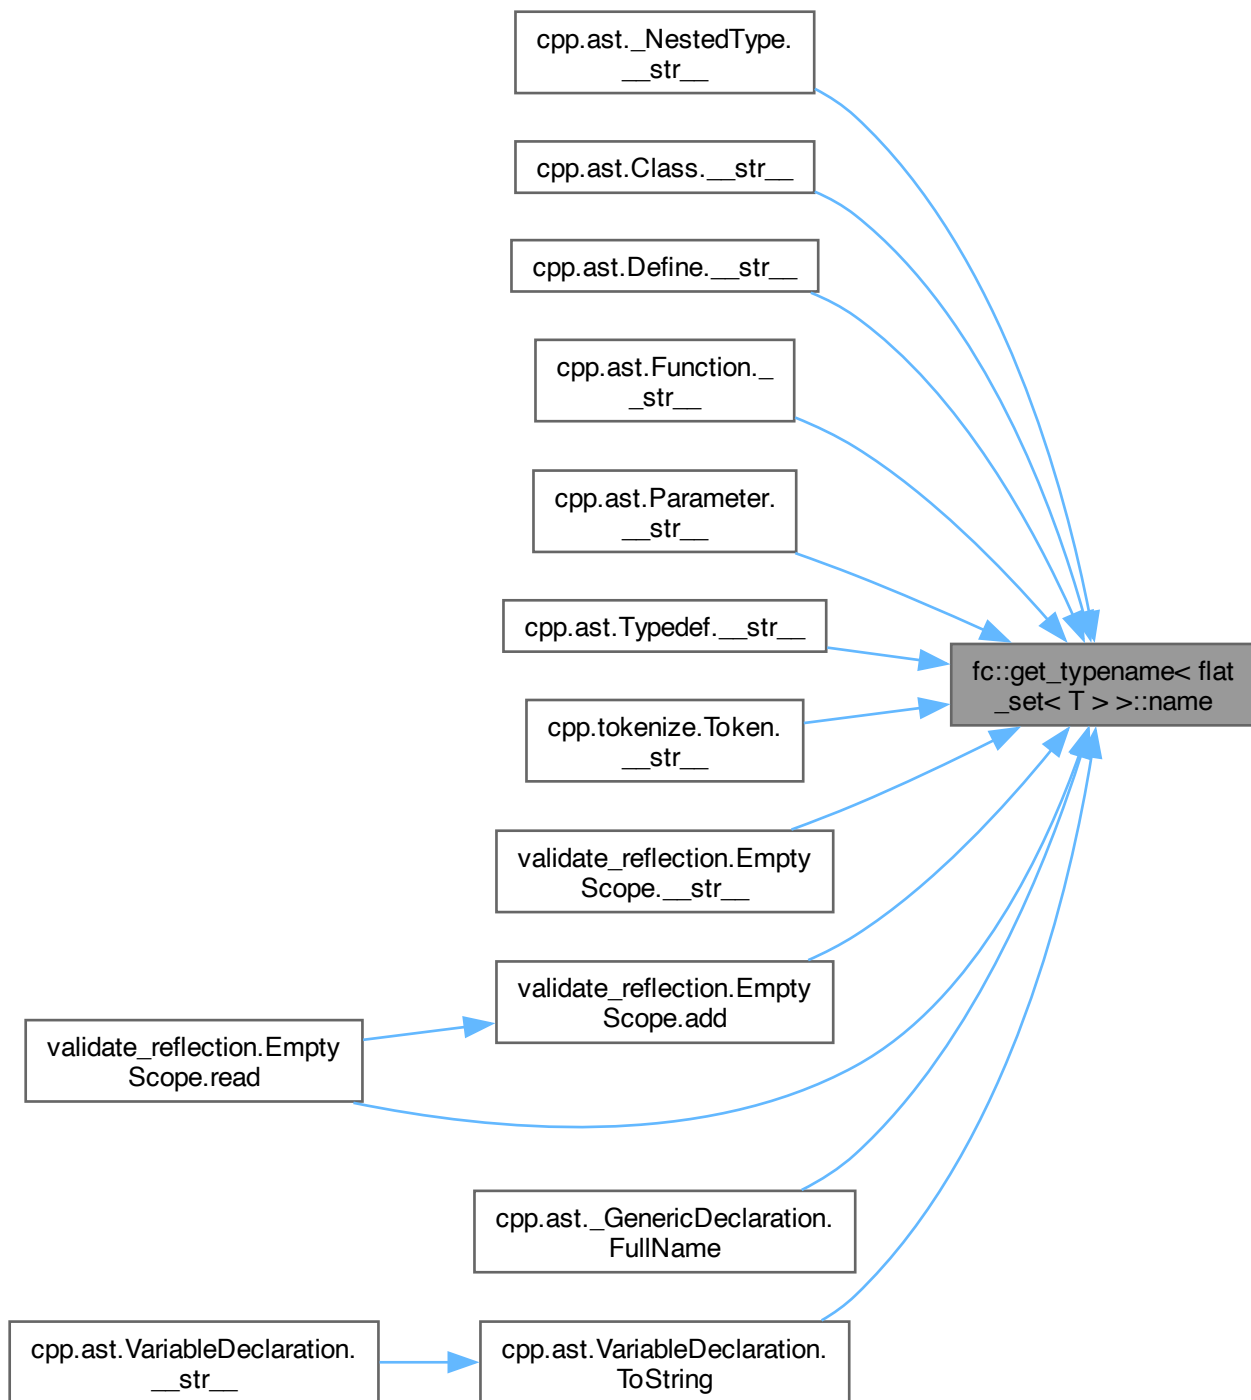 cpp.ast._NestedType.
__str__
cpp.ast.Class.__str__
cpp.ast.Define.__str__
cpp.ast.Function._
_str__
cpp.ast.Parameter.
__str__
cpp.ast.Typedef.__str__
fc::get_typename< flat
_set< T > >::name
cpp.tokenize.Token.
__str__
validate_reflection.Empty
Scope.__str__
validate_reflection.Empty
Scope.add
validate_reflection.Empty
Scope.read
cpp.ast._GenericDeclaration.
FullName
cpp.ast.VariableDeclaration.
__str__
cpp.ast.VariableDeclaration.
ToString